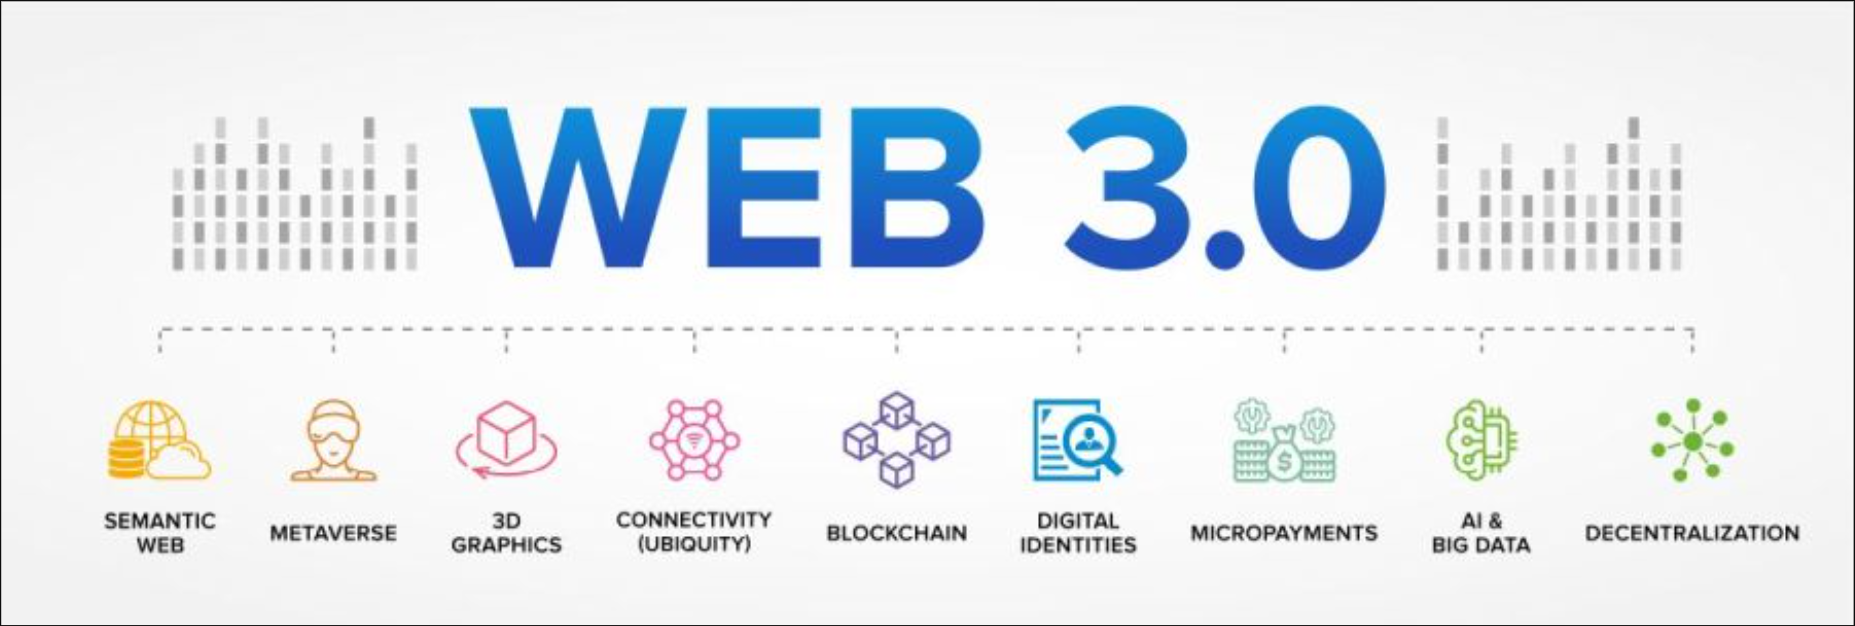 WEB 3.0
SEMANTIC
WEB
METAVERSE
3D
GRAPHICS
CONNECTIVITY
(UBIQUITY)
BLOCKCHAIN
DIGITAL
IDENTITIES
$
MICROPAYMENTS
AI &
BIG DATA
DECENTRALIZATION